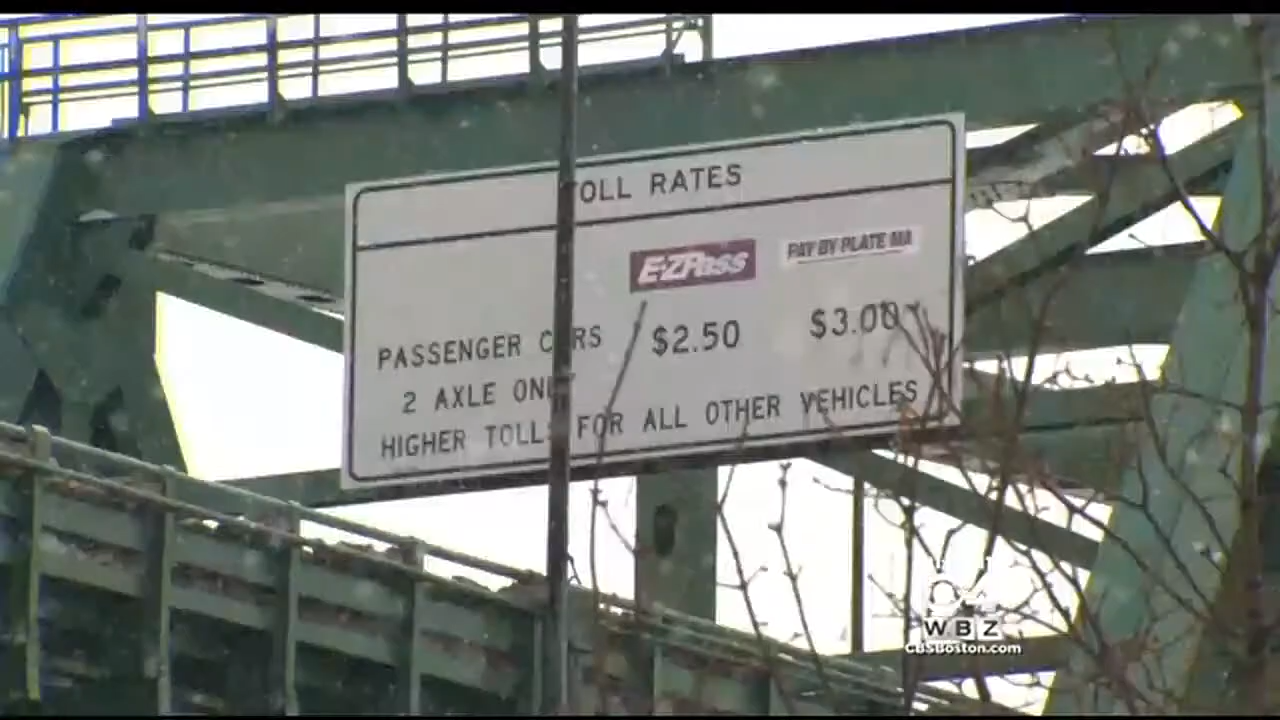 TOLL RATES
E-ZPass PAY BY PLATE MA
PASSENGER CARS $2.50 $3.00
2 AXLE ONLY
HIGHER TOLLS FOR ALL OTHER VEHICLES
WBZ
CBSBoston.com